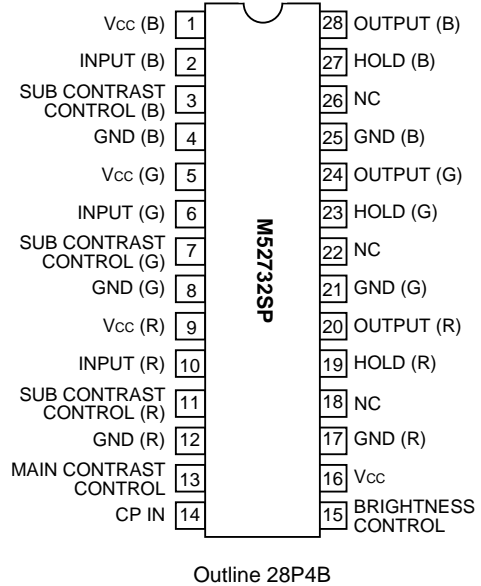 Vcc (B) 1
INPUT (B) 2
SUB CONTRAST
CONTROL (B) 3
GND (B) 4
Vcc (G) 5
INPUT (G) 6
SUB CONTRAST
CONTROL (G) 7
GND (G) 8
Vcc (R) 9
INPUT (R) 10
SUB CONTRAST
CONTROL (R) 11
GND (R) 12
MAIN CONTRAST
CONTROL 13
CP IN 14
M52732SP
28 OUTPUT (B)
27 HOLD (B)
26 NC
25 GND (B)
24 OUTPUT (G)
23 HOLD (G)
22 NC
21 GND (G)
20 OUTPUT (R)
19 HOLD (R)
18 NC
17 GND (R)
16 Vcc
15 BRIGHTNESS
CONTROL
Outline 28P4B